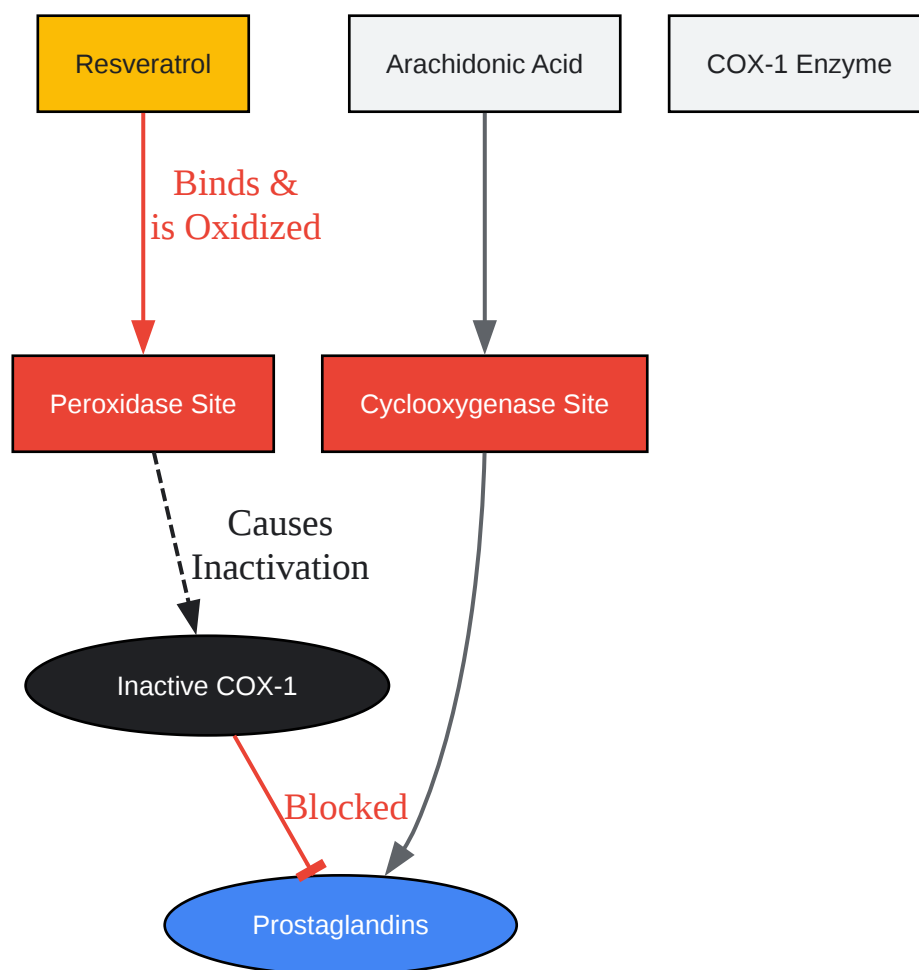 Resveratrol
Arachidonic Acid
COX-1 Enzyme
Binds &
is Oxidized
Peroxidase Site
Cyclooxygenase Site
Causes
Inactivation
Inactive COX-1
Blocked
Prostaglandins